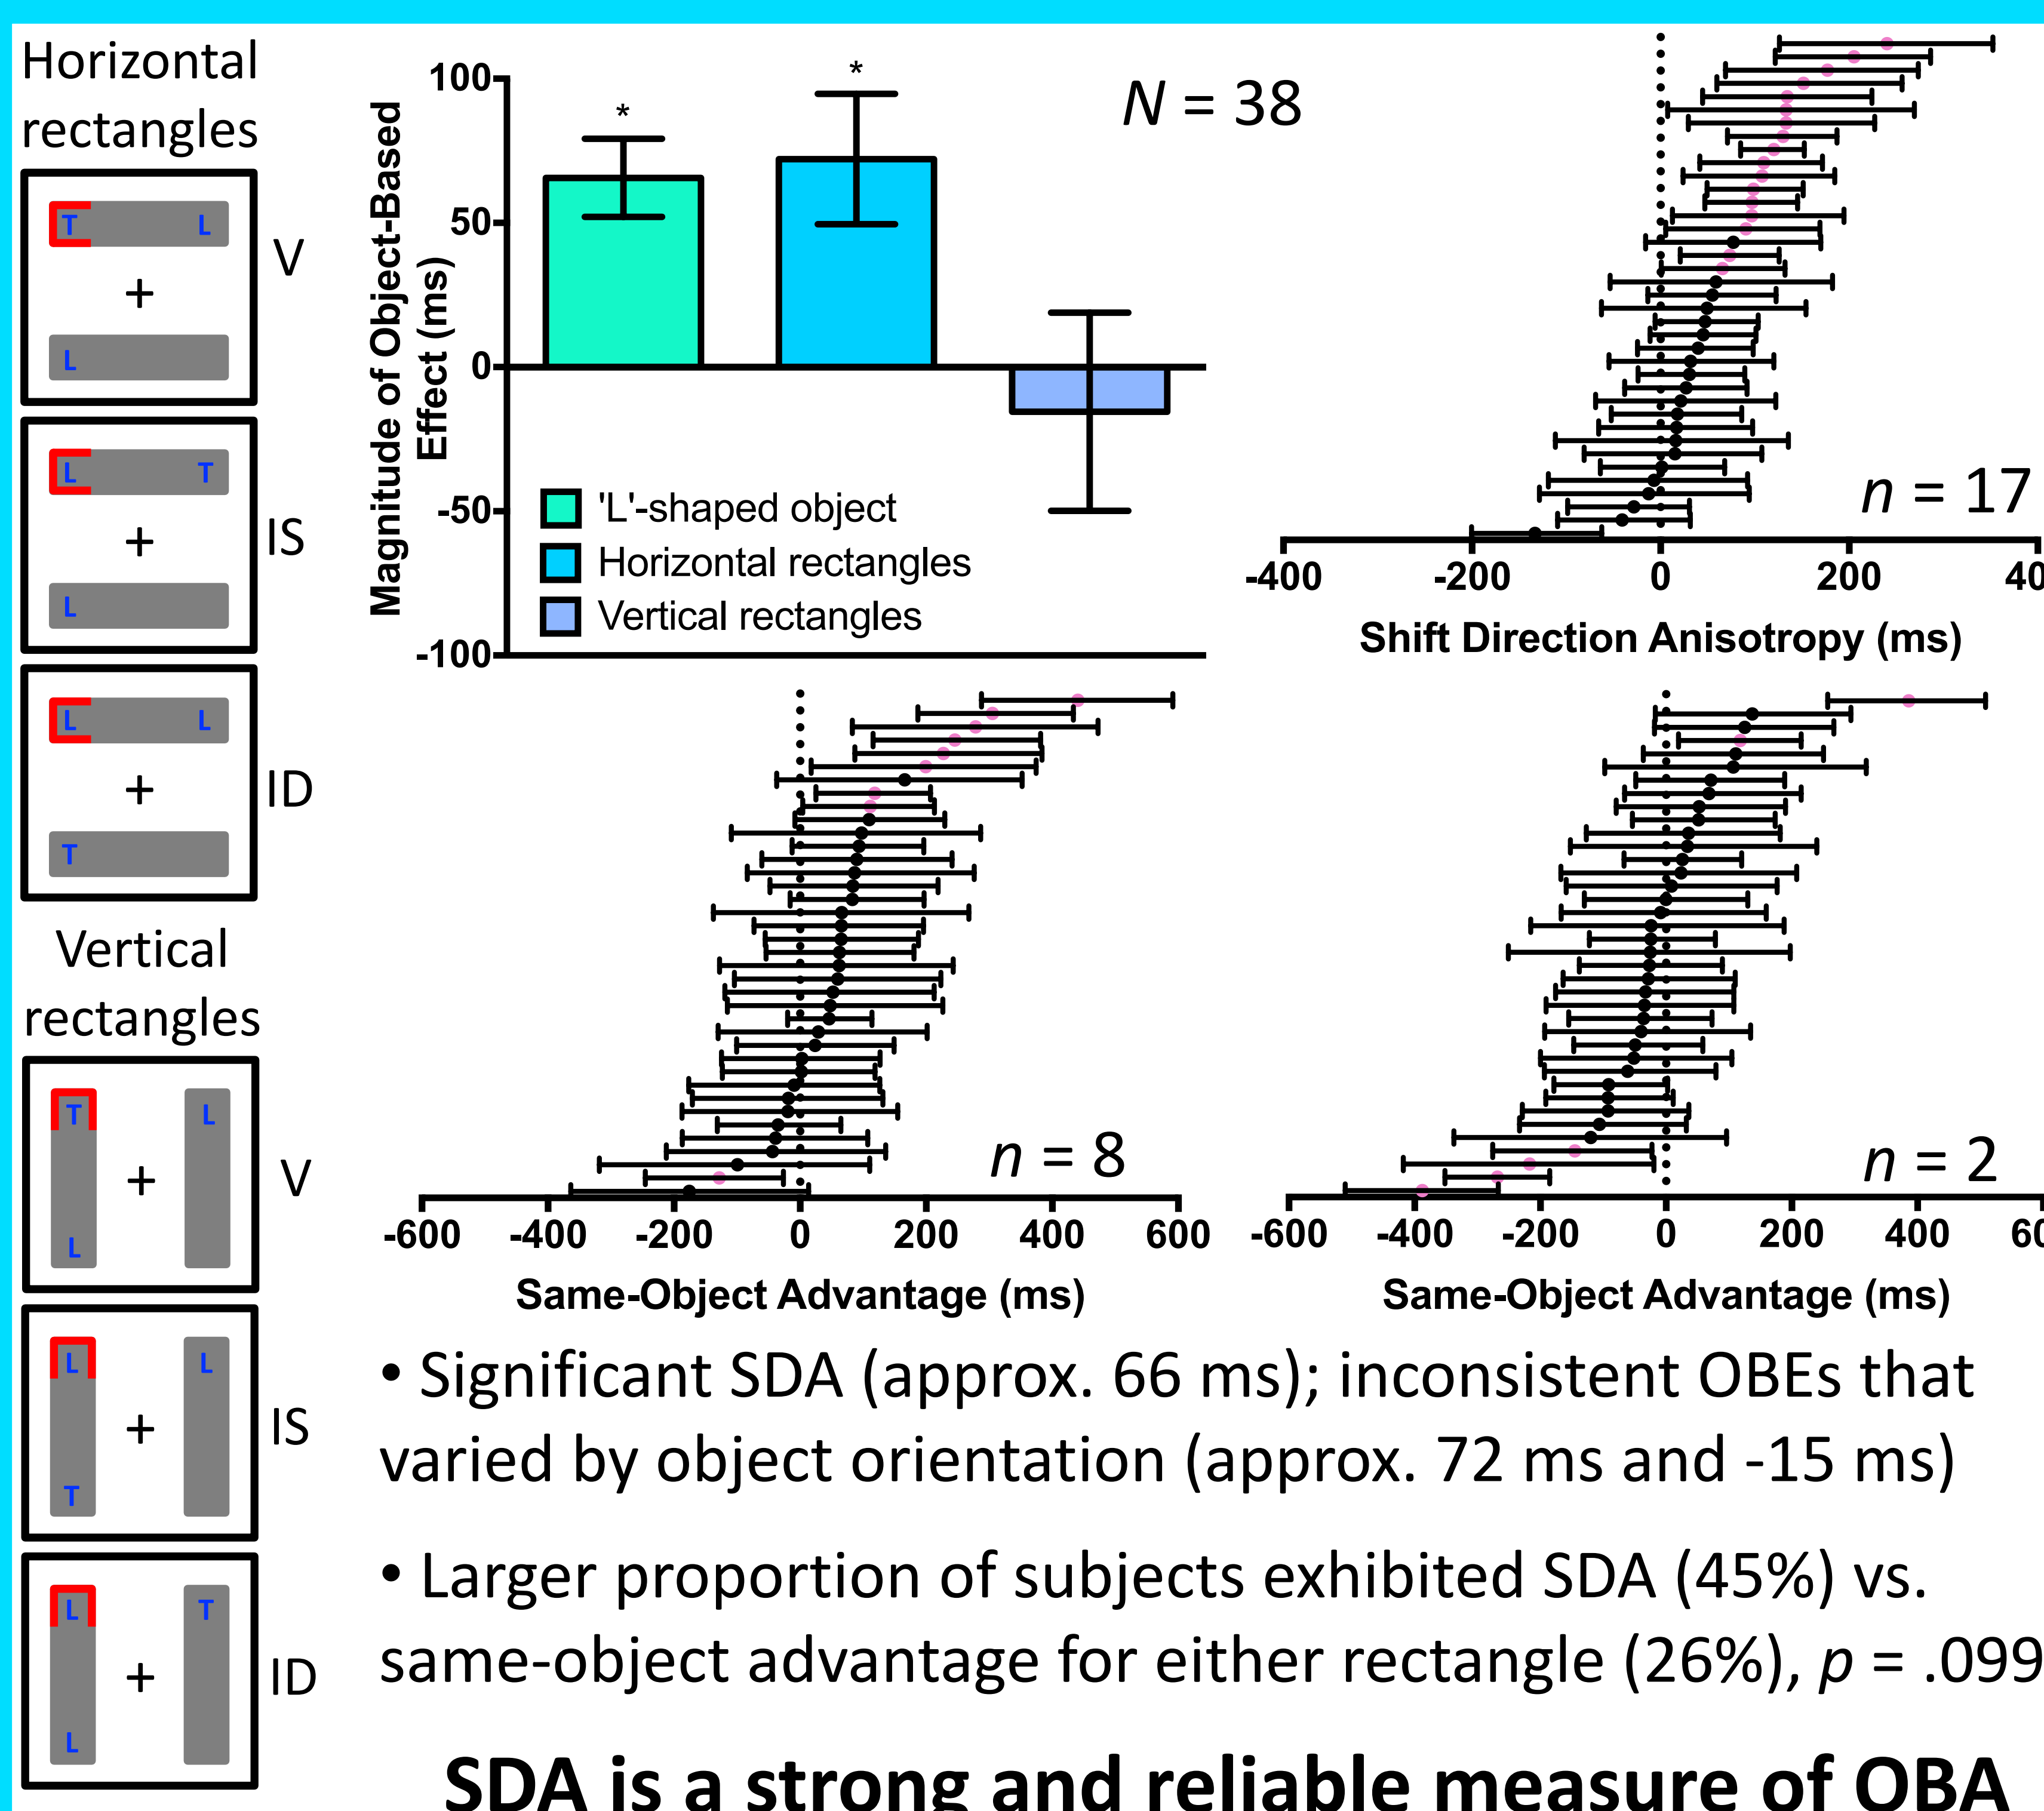 Horizontal
rectangles
T L
+
L
V
L T
+
L
IS
L L
+
T
ID
Vertical
rectangles
T L
+
L
V
L L
+
T
IS
L T
+
L
ID
Magnitude of Object-Based
Effect (ms)
100
50
0
-50
-100
* *
N = 38
'L'-shaped object
Horizontal rectangles
Vertical rectangles
n = 17
-400 -200 0 200 40
Shift Direction Anisotropy (ms)
n = 8
-600 -400 -200 0 200 400 600
Same-Object Advantage (ms)
n = 2
-600 -400 -200 0 200 400 60
Same-Object Advantage (ms)
• Significant SDA (approx. 66 ms); inconsistent OBEs that
varied by object orientation (approx. 72 ms and -15 ms)
• Larger proportion of subjects exhibited SDA (45%) vs.
same-object advantage for either rectangle (26%), p = .099
SDA is a strong and reliable measure of OBA